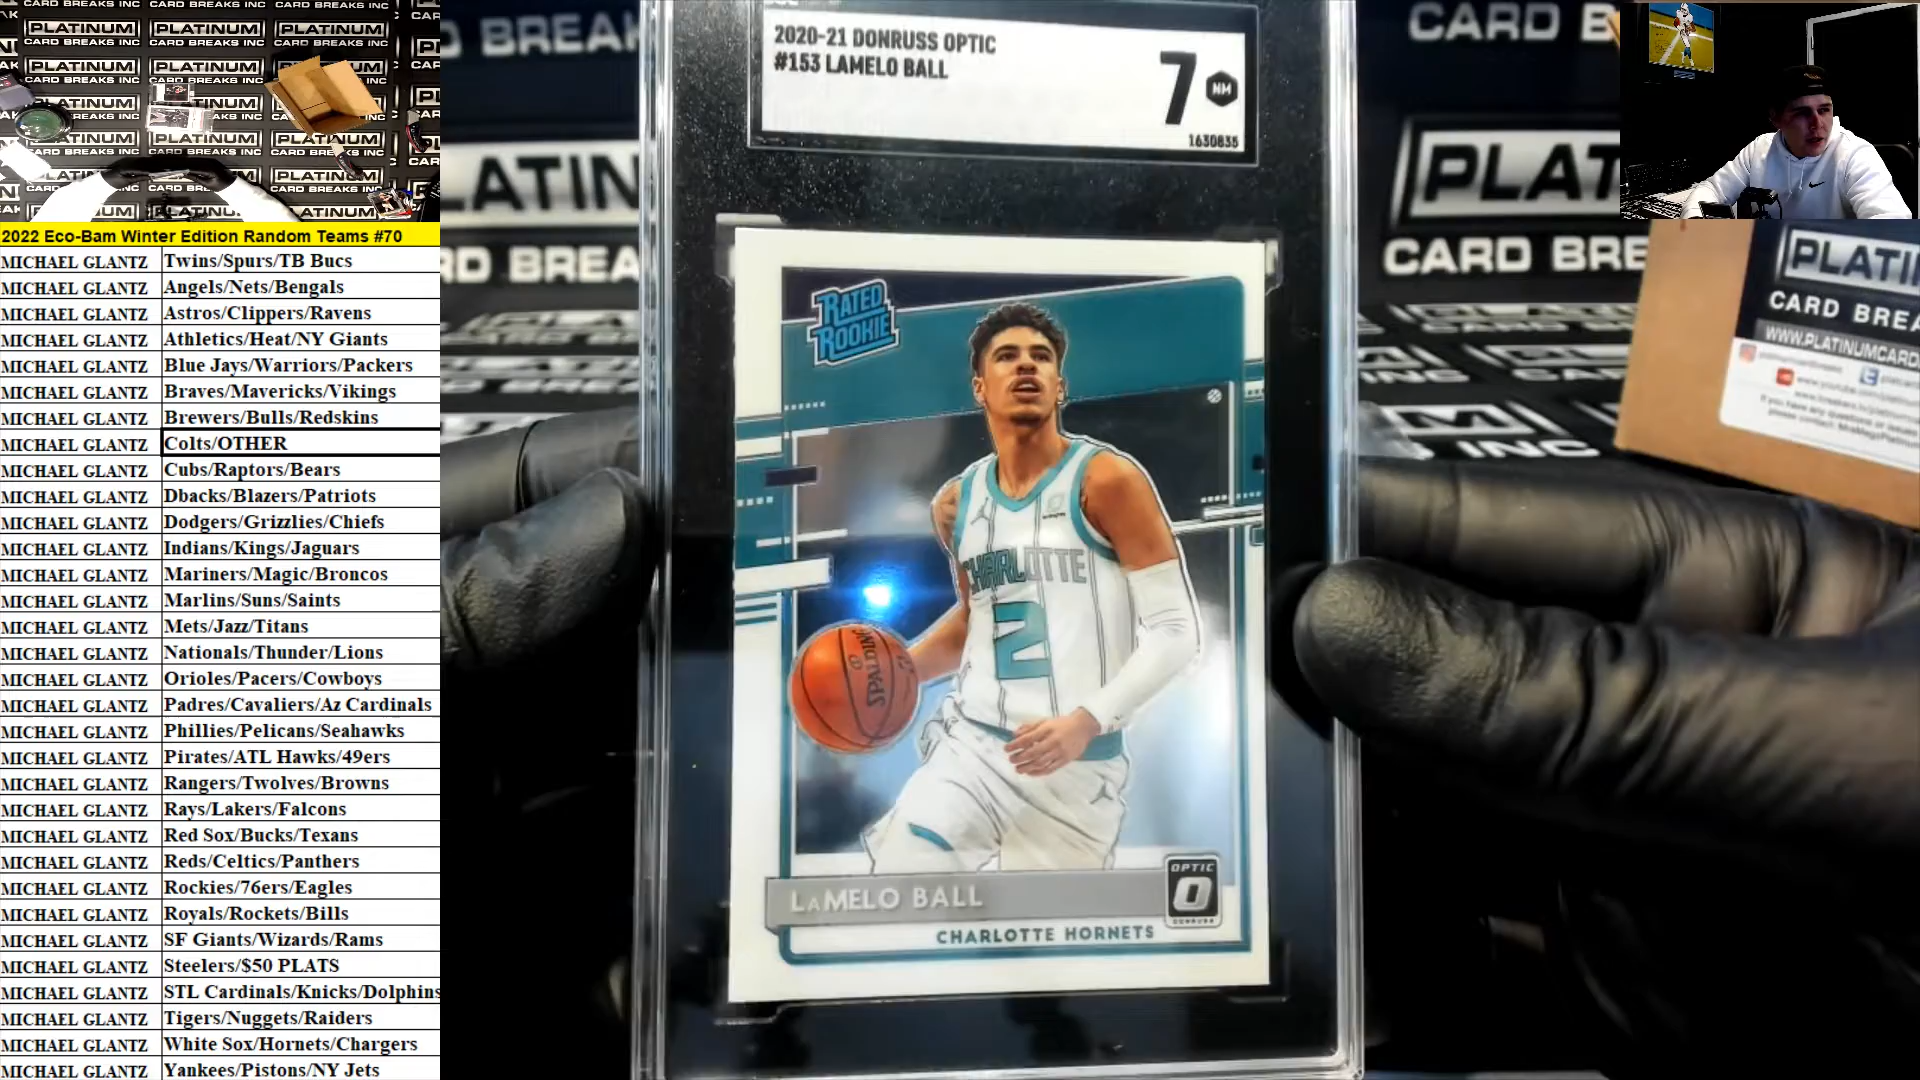 2022 Eco-Bam Winter Edition Random Teams #70
MICHAEL GLANTZ Twins/Spurs/TB Bucs
MICHAEL GLANTZ Angels/Nets/Bengals
MICHAEL GLANTZ Astros/Clippers/Ravens
MICHAEL GLANTZ Athletics/Heat/NY Giants
MICHAEL GLANTZ Blue Jays/Warriors/Packers
MICHAEL GLANTZ Braves/Mavericks/Vikings
MICHAEL GLANTZ Brewers/Bulls/Redskins
MICHAEL GLANTZ Colts/OTHER
MICHAEL GLANTZ Cubs/Raptors/Bears
MICHAEL GLANTZ Dbacks/Blazers/Patriots
MICHAEL GLANTZ Dodgers/Grizzlies/Chiefs
MICHAEL GLANTZ Indians/Kings/Jaguars
MICHAEL GLANTZ Mariners/Magic/Broncos
MICHAEL GLANTZ Marlins/Suns/Saints
MICHAEL GLANTZ Mets/Jazz/Titans
MICHAEL GLANTZ Nationals/Thunder/Lions
MICHAEL GLANTZ Orioles/Pacers/Cowboys
MICHAEL GLANTZ Padres/Cavaliers/Az Cardinals
MICHAEL GLANTZ Phillies/Pelicans/Seahawks
MICHAEL GLANTZ Pirates/ATL Hawks/49ers
MICHAEL GLANTZ Rangers/Twolves/Browns
MICHAEL GLANTZ Rays/Lakers/Falcons
MICHAEL GLANTZ Red Sox/Bucks/Texans
MICHAEL GLANTZ Reds/Celtics/Panthers
MICHAEL GLANTZ Rockies/76ers/Eagles
MICHAEL GLANTZ Royals/Rockets/Bills
MICHAEL GLANTZ SF Giants/Wizards/Rams
MICHAEL GLANTZ Steelers/$50 PLATS
MICHAEL GLANTZ STL Cardinals/Knicks/Dolphins
MICHAEL GLANTZ Tigers/Nuggets/Raiders
MICHAEL GLANTZ White Sox/Hornets/Chargers
MICHAEL GLANTZ Yankees/Pistons/NY Jets
2020-21 DONRUSS OPTIC
#153 LAMELO BALL
7 NM
1630835
RATED
ROOKIE
CHARLOTTE
2
SPALDING
LAMELO BALL
OPTIC
O
DONRUSS
CHARLOTTE HORNETS
PLATINUM
CARD BREAKS INC
PLATI
CARD BREA
WWW.PLATINUMCARD